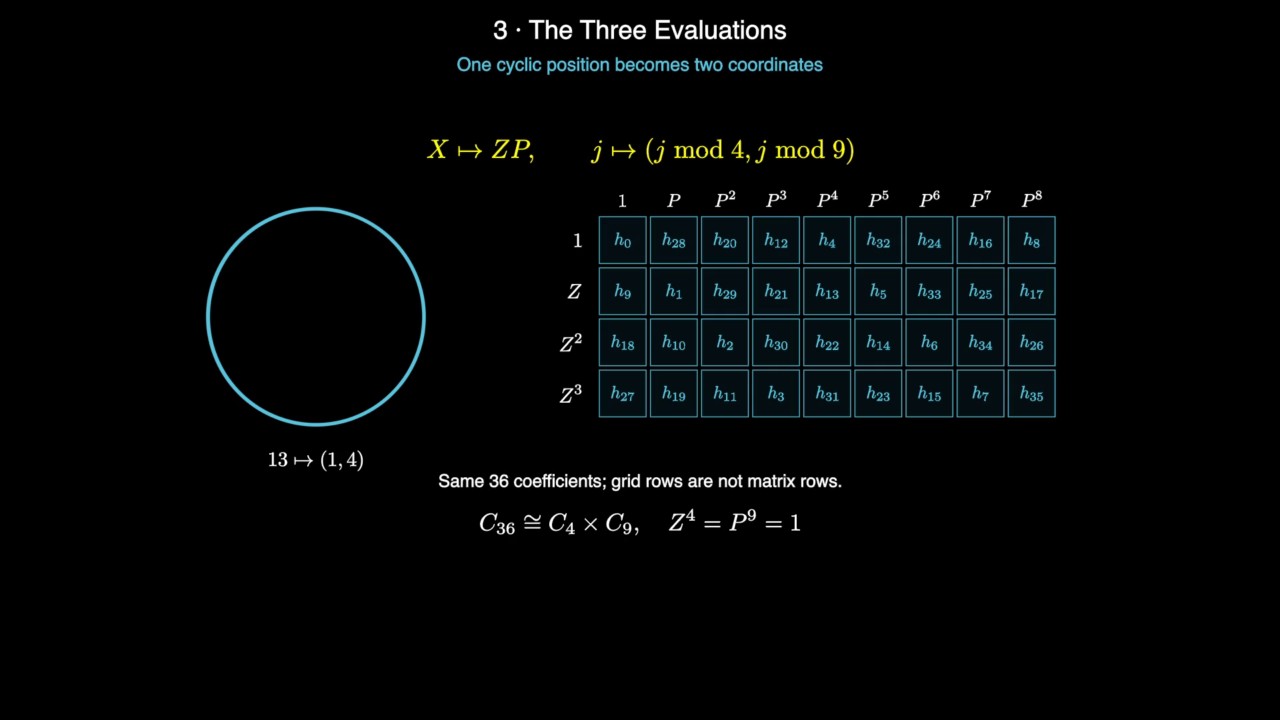 3 · The Three Evaluations
One cyclic position becomes two coordinates
X ↦ ZP,    j ↦ (j mod 4, j mod 9)
1 P P² P³ P⁴ P⁵ P⁶ P⁷ P⁸
1 h₀ h₂₈ h₂₀ h₁₂ h₄ h₃₂ h₂₄ h₁₆ h₈
Z h₉ h₁ h₂₉ h₂₁ h₁₃ h₅ h₃₃ h₂₅ h₁₇
Z² h₁₈ h₁₀ h₂ h₃₀ h₂₂ h₁₄ h₆ h₃₄ h₂₆
Z³ h₂₇ h₁₉ h₁₁ h₃ h₃₁ h₂₃ h₁₅ h₇ h₃₅
13 ↦ (1, 4)
Same 36 coefficients; grid rows are not matrix rows.
C₃₆ ≅ C₄ × C₉,    Z⁴ = P⁹ = 1